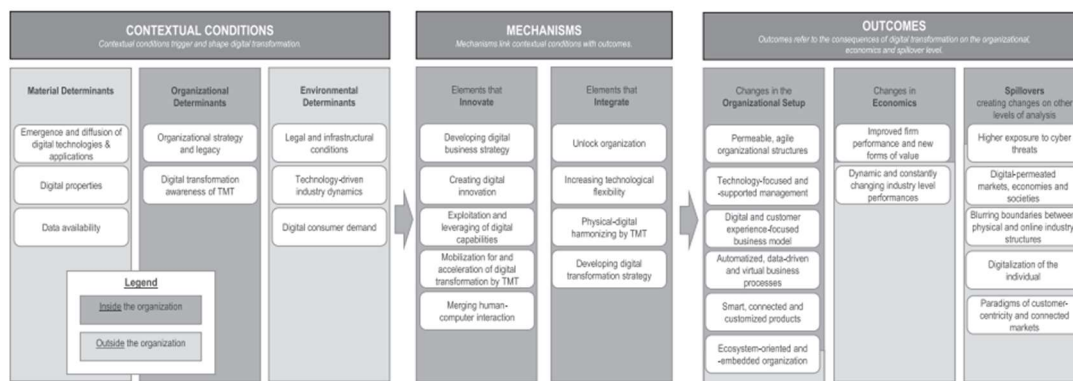 CONTEXTUAL CONDITIONS
Contextual conditions trigger and shape digital transformation.
Material Determinants
Emergence and diffusion of
digital technologies &
applications
Digital properties
Data availability
Organizational
Determinants
Organizational strategy
and legacy
Digital transformation
awareness of TMT
Environmental
Determinants
Legal and infrastructural
conditions
Technology-driven
industry dynamics
Digital consumer demand
Legend
Inside the organization
Outside the organization
MECHANISMS
Mechanisms link contextual conditions with outcomes.
Elements that
Innovate
Developing digital
business strategy
Creating digital
innovation
Exploitation and
leveraging of digital
capabilities
Mobilization for and
acceleration of digital
transformation by TMT
Merging human-
computer interaction
Elements that
Integrate
Unlock organization
Increasing technological
flexibility
Physical-digital
harmonizing by TMT
Developing digital
transformation strategy
OUTCOMES
Outcomes refer to the consequences of digital transformation on the organizational,
economics and spillover level.
Changes in the
Organizational Setup
Permeable, agile
organizational structures
Technology-focused and
-supported management
Digital and customer
experience-focused
business model
Automatized, data-driven
and virtual business
processes
Smart, connected and
customized products
Ecosystem-oriented and
-embedded organization
Changes in
Economics
Improved firm
performance and new
forms of value
Dynamic and constantly
changing industry level
performances
Spillovers
creating changes on other
levels of analysis
Higher exposure to cyber
threats
Digital-permeated
markets, economies and
societies
Blurring boundaries between
physical and online industry
structures
Digitalization of the
individual
Paradigms of customer-
centricity and connected
markets